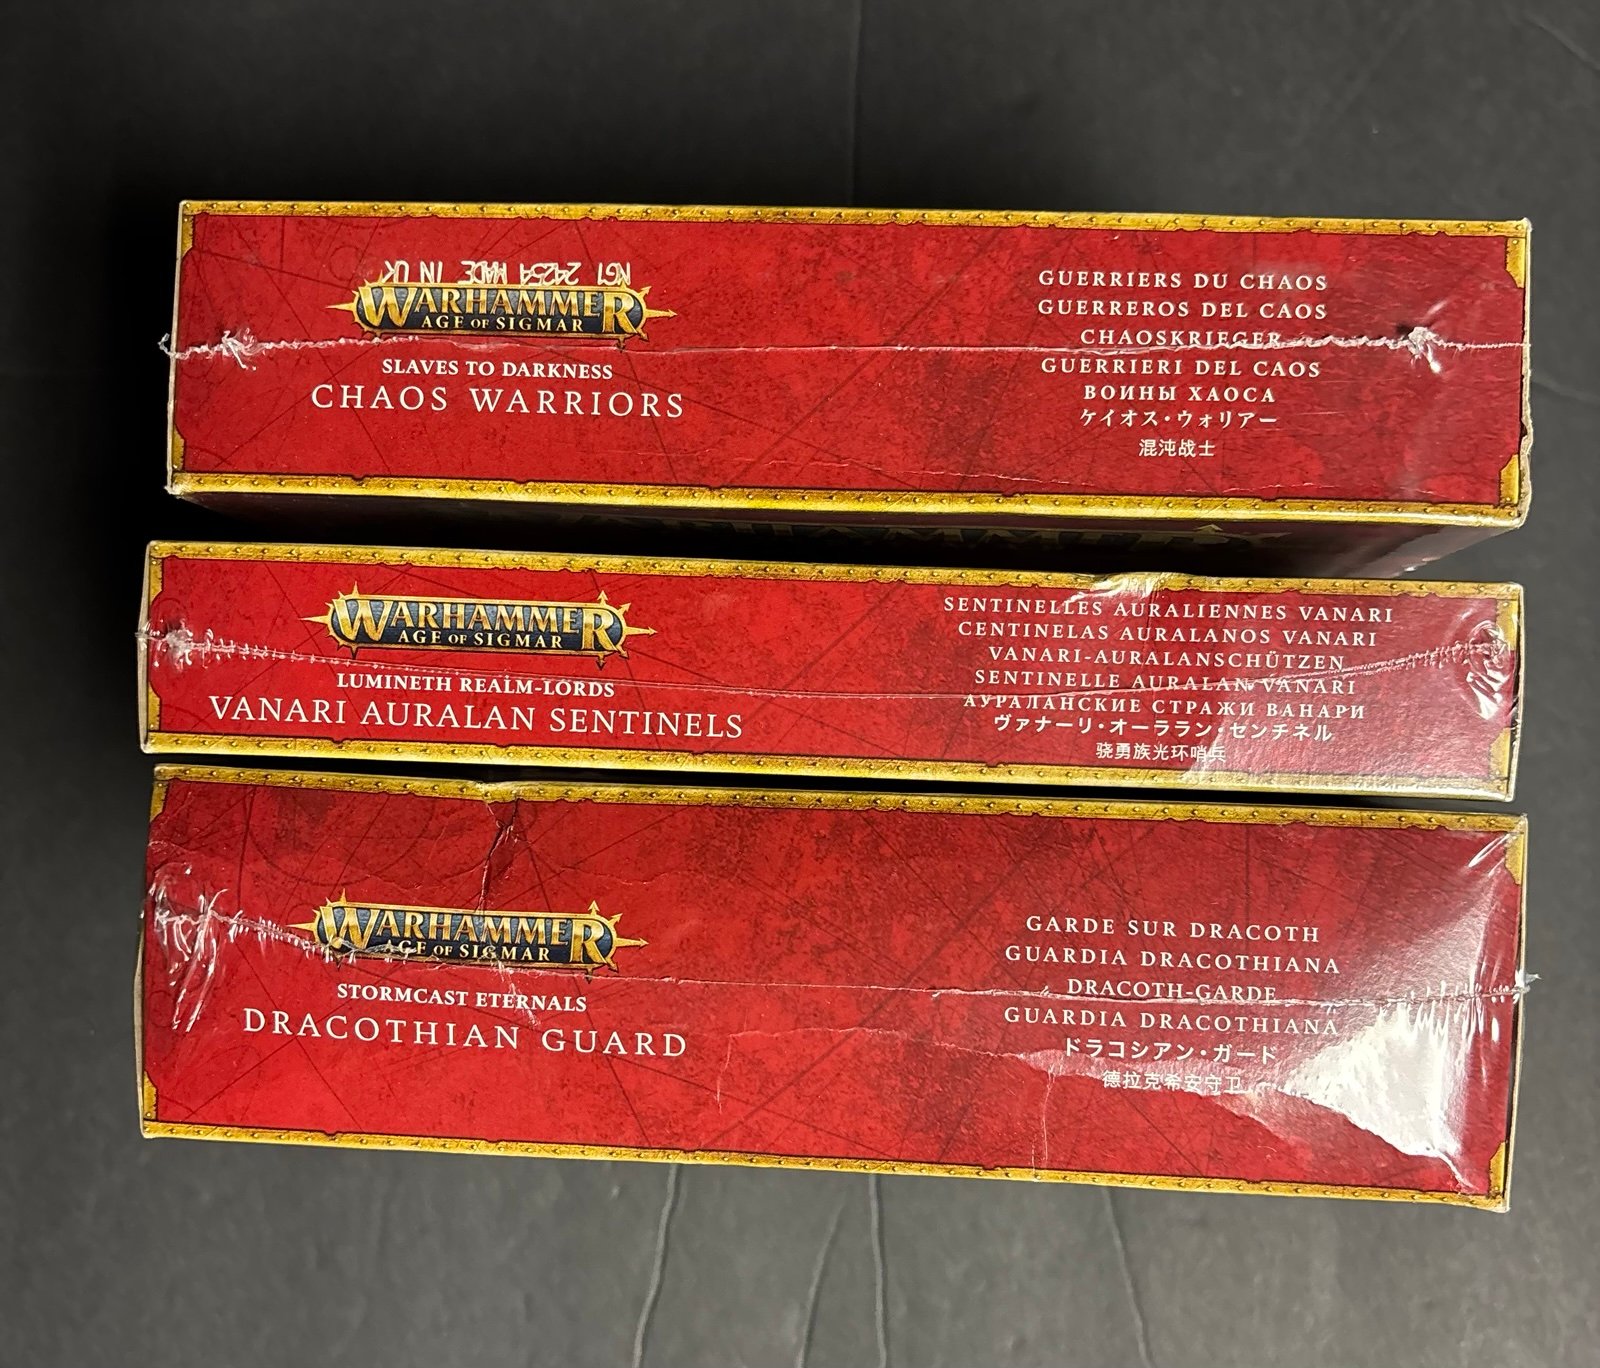 NGT 24254 MADE IN UK
WARHAMMER
AGE OF SIGMAR
SLAVES TO DARKNESS
CHAOS WARRIORS
GUERRIERS DU CHAOS
GUERREROS DEL CAOS
CHAOSKRIEGER
GUERRIERI DEL CAOS
ВОИНЫ ХАОСА
ケイオス・ウォリアー
混沌战士
WARHAMMER
AGE OF SIGMAR
LUMINETH REALM-LORDS
VANARI AURALAN SENTINELS
SENTINELLES AURALIENNES VANARI
CENTINELAS AURALANOS VANARI
VANARI-AURALANSCHÜTZEN
SENTINELLE AURALAN VANARI
АУРАЛАНСКИЕ СТРАЖИ ВАНАРИ
ヴァナーリ・オーララン・センチネル
骁勇族光环哨兵
WARHAMMER
AGE OF SIGMAR
STORMCAST ETERNALS
DRACOTHIAN GUARD
GARDE SUR DRACOTH
GUARDIA DRACOTHIANA
DRACOTH-GARDE
GUARDIA DRACOTHIANA
ドラコシアン・ガード
德拉克希安守卫